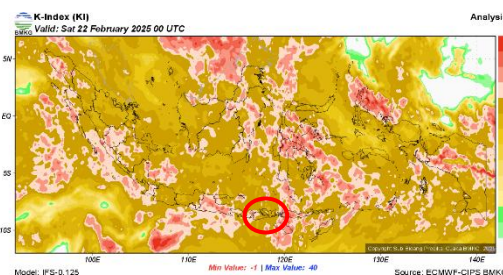 K-Index (KI)
Analysi
BMKG
Valid: Sat 22 February 2025 00 UTC
5N
EQ
5S
10S
100E
110E
120E
130E
140E
Min Value: -1 | Max Value: 40
Model: IFS-0.125
Source: ECMWF-CIPS BMKG